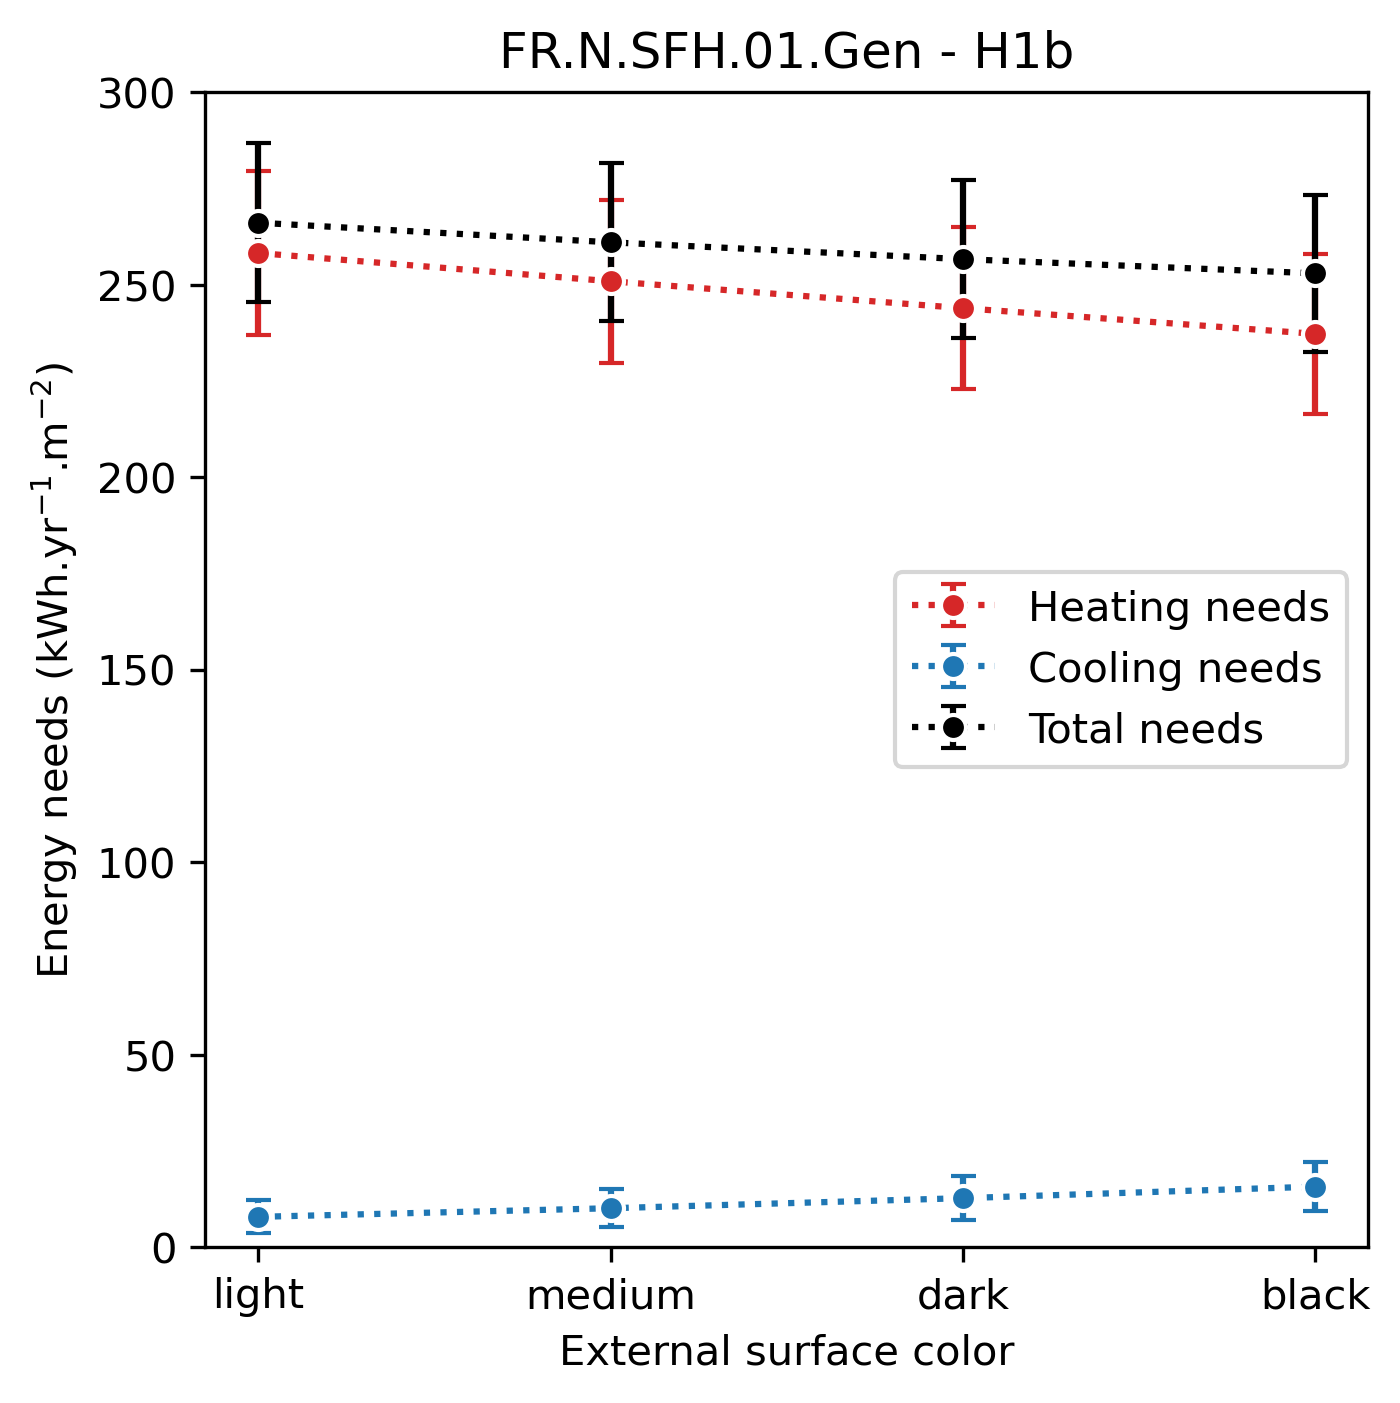 FR.N.SFH.01.Gen - H1b
Energy needs (kWh.yr⁻¹.m⁻²)
300
250
200
150
100
50
0
Heating needs
Cooling needs
Total needs
light medium dark black
External surface color